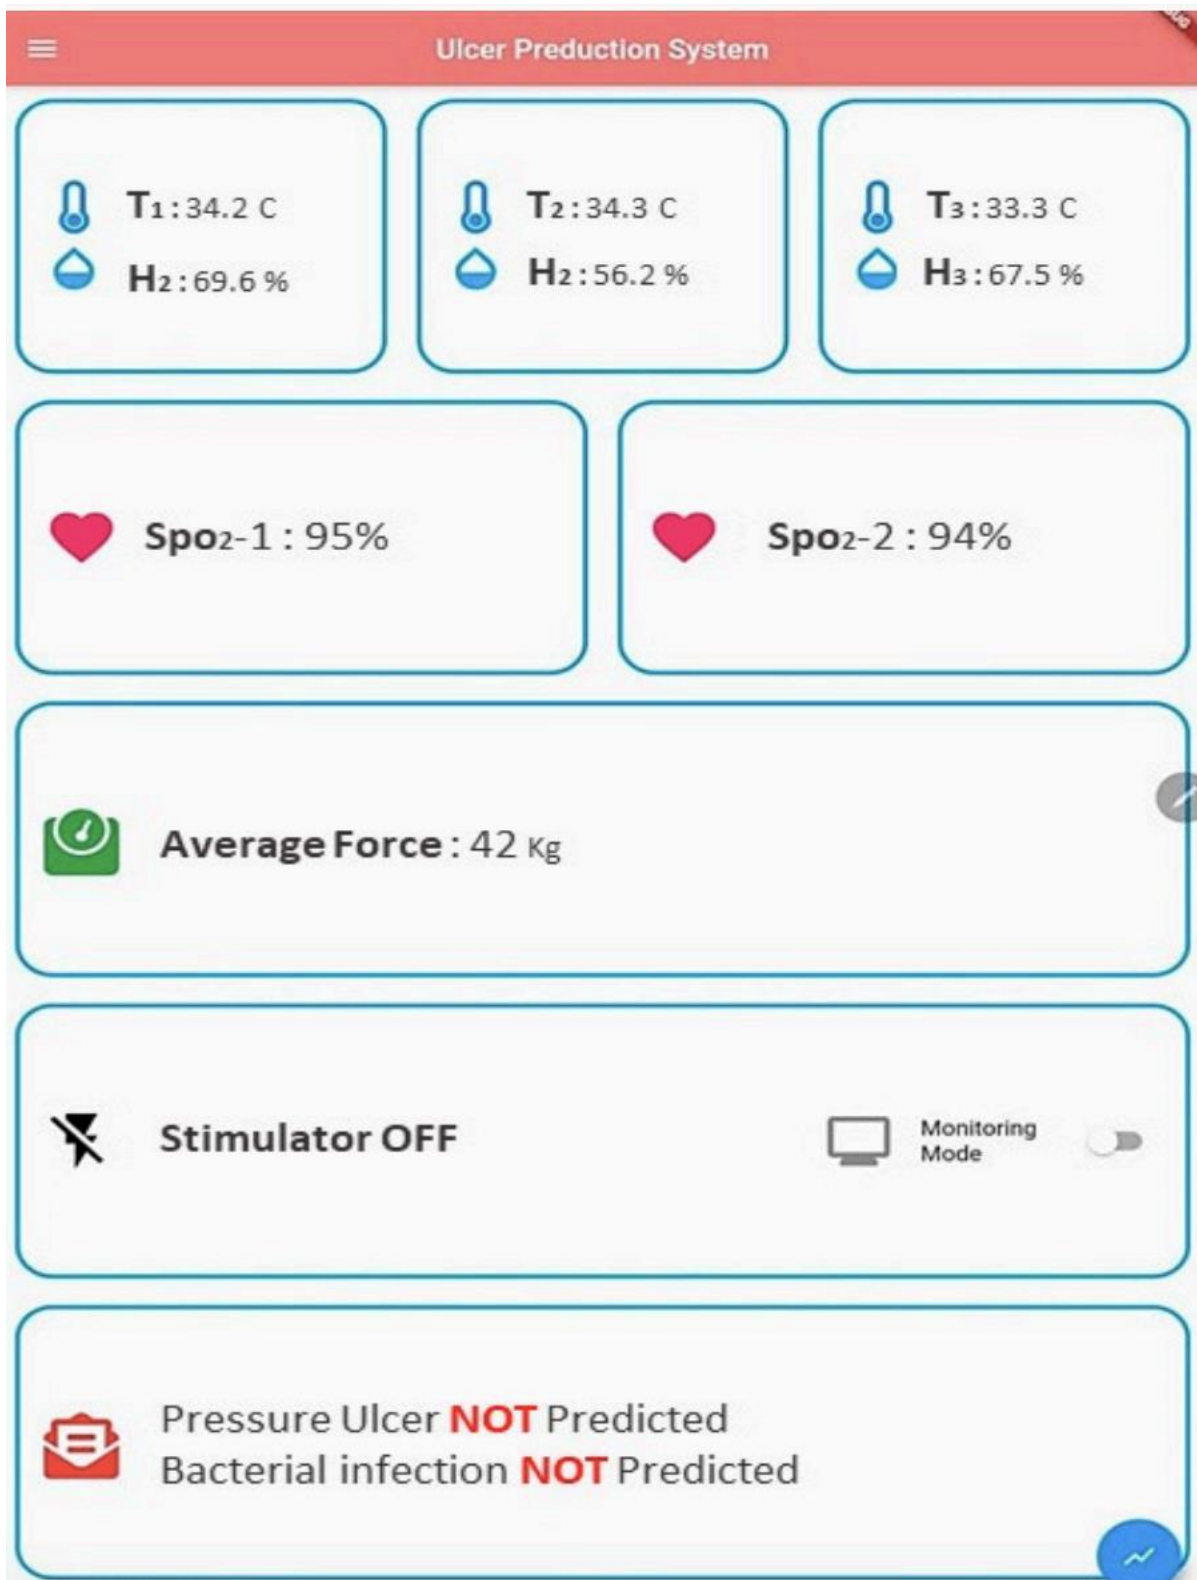 Ulcer Preduction System
T1 : 34.2 C
H2 : 69.6 %
T2 : 34.3 C
H2 : 56.2 %
T3 : 33.3 C
H3 : 67.5 %
Spo2-1 : 95%
Spo2-2 : 94%
Average Force : 42 Kg
Stimulator OFF
Monitoring
Mode
Pressure Ulcer NOT Predicted
Bacterial infection NOT Predicted